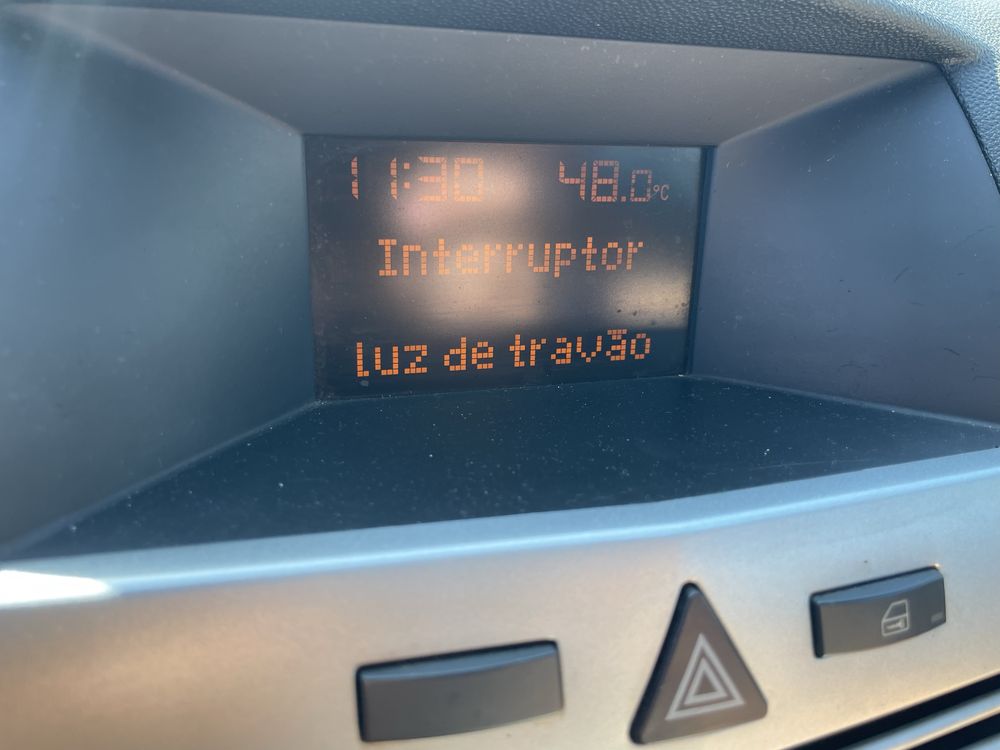 11:30 48.0°C
Interruptor
luz de travão